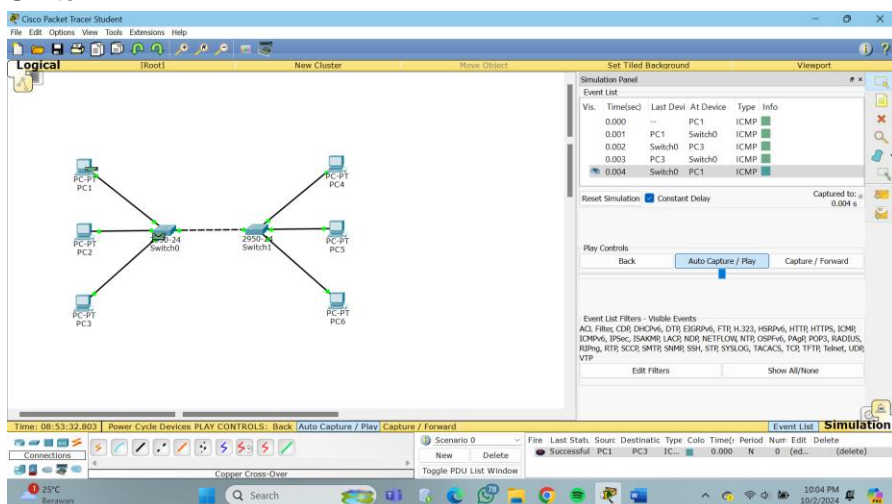 Cisco Packet Tracer Student
File Edit Options View Tools Extensions Help
Logical [Root] New Cluster Move Object Set Tiled Background Viewport
Simulation Panel
Event List
Vis. Time(sec) Last Devi At Device Type Info
0.000 -- PC1 ICMP
0.001 PC1 Switch0 ICMP
0.002 Switch0 PC3 ICMP
0.003 PC3 Switch0 ICMP
0.004 Switch0 PC1 ICMP
Reset Simulation Constant Delay Captured to:
0.004 s
Play Controls
Back Auto Capture / Play Capture / Forward
Event List Filters - Visible Events
ACL Filter, CDP, DHCPv6, DTP, EIGRPv6, FTP, H.323, HSRPv6, HTTP, HTTPS, ICMP,
ICMPv6, IPSec, ISAKMP, LACP, NDP, NETFLOW, NTP, OSPFv6, PAgP, POP3, RADIUS,
RIPng, RTP, SCCP, SMTP, SNMP, SSH, STP, SYSLOG, TACACS, TCP, TFTP, Telnet, UDP,
VTP
Edit Filters Show All/None
PC-PT
PC1
PC-PT
PC4
PC-PT
PC2
2950-24
Switch0
2950-24
Switch1
PC-PT
PC5
PC-PT
PC3
PC-PT
PC6
Time: 08:53:32.803 Power Cycle Devices PLAY CONTROLS: Back Auto Capture / Play Capture / Forward Event List Simulation
Connections
Copper Cross-Over
Scenario 0
New Delete
Toggle PDU List Window
Fire Last Stat Sourc Destinatic Type Colo Time(s Period Num Edit Delete
Successful PC1 PC3 IC... 0.000 N 0 (ed... (delete)
25°C
Berawan
Search
10:04 PM
10/2/2024